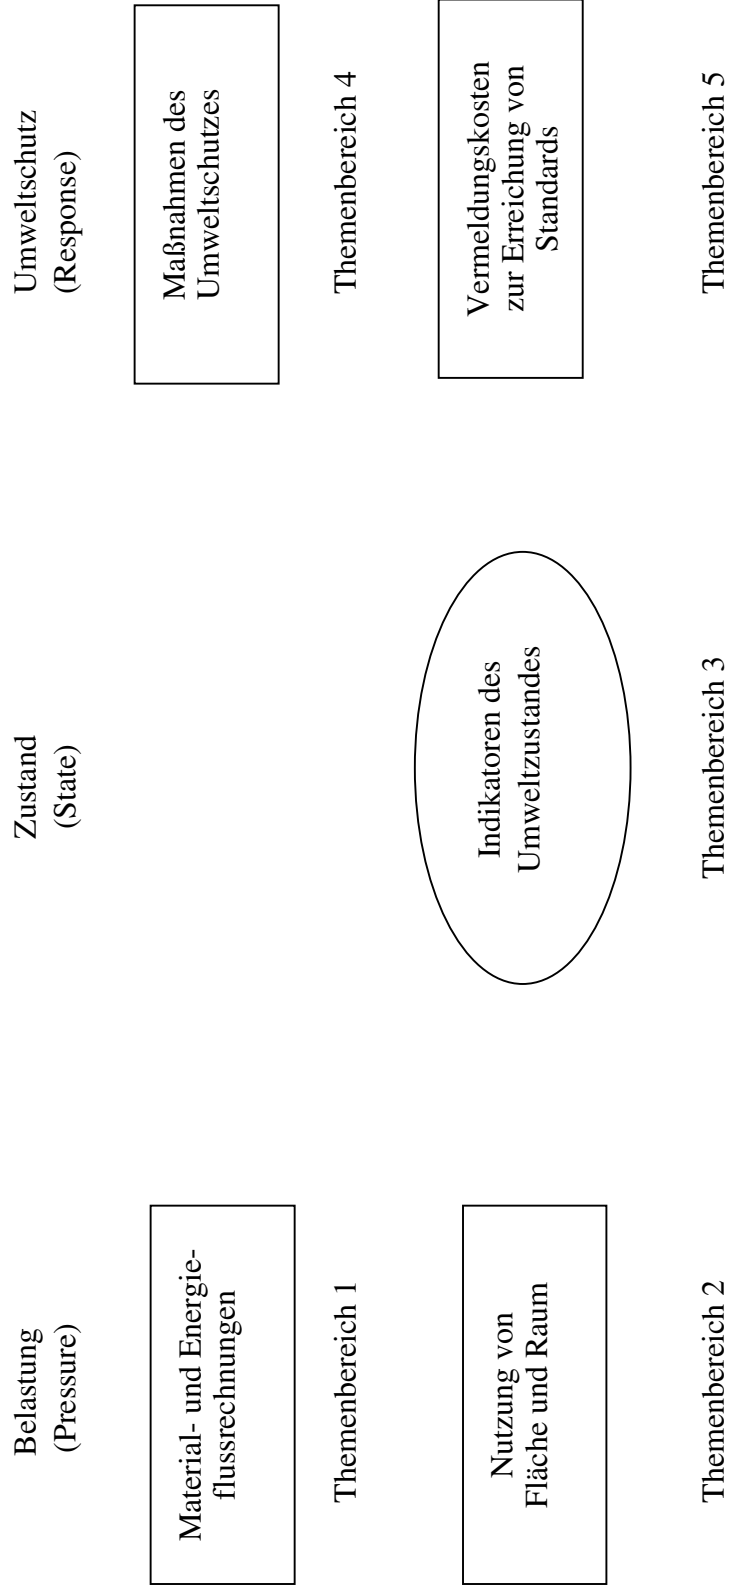 Belastung
(Pressure)
Zustand
(State)
Umweltschutz
(Response)
Material- und Energie-
flussrechnungen
Themenbereich 1
Maßnahmen des
Umweltschutzes
Themenbereich 4
Nutzung von
Fläche und Raum
Themenbereich 2
Indikatoren des
Umweltzustandes
Themenbereich 3
Vermeldungskosten
zur Erreichung von
Standards
Themenbereich 5